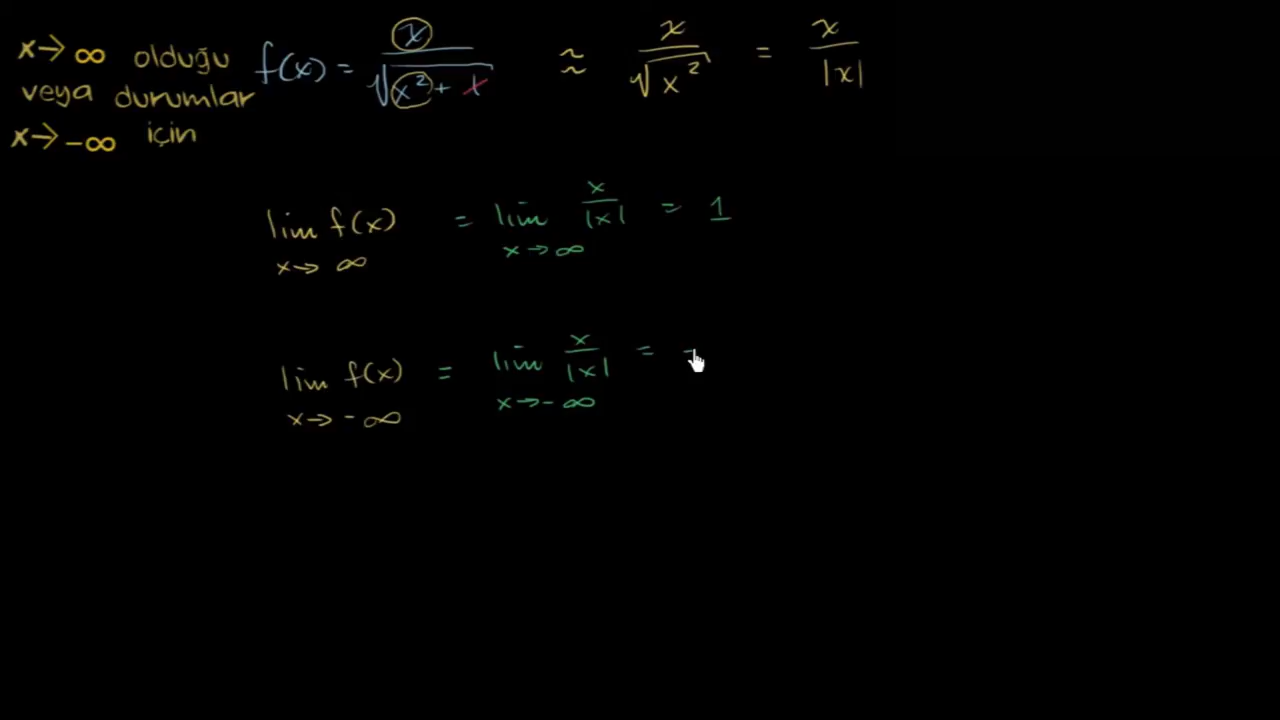 x→∞ olduğu
veya durumlar
x→-∞ için
f(x) = x / √(x² + x) ≈ x / √(x²) = x / |x|
lim f(x) = lim x / |x| = 1
x→ ∞ x→∞
lim f(x) = lim x / |x| = -
x→ -∞ x→-∞